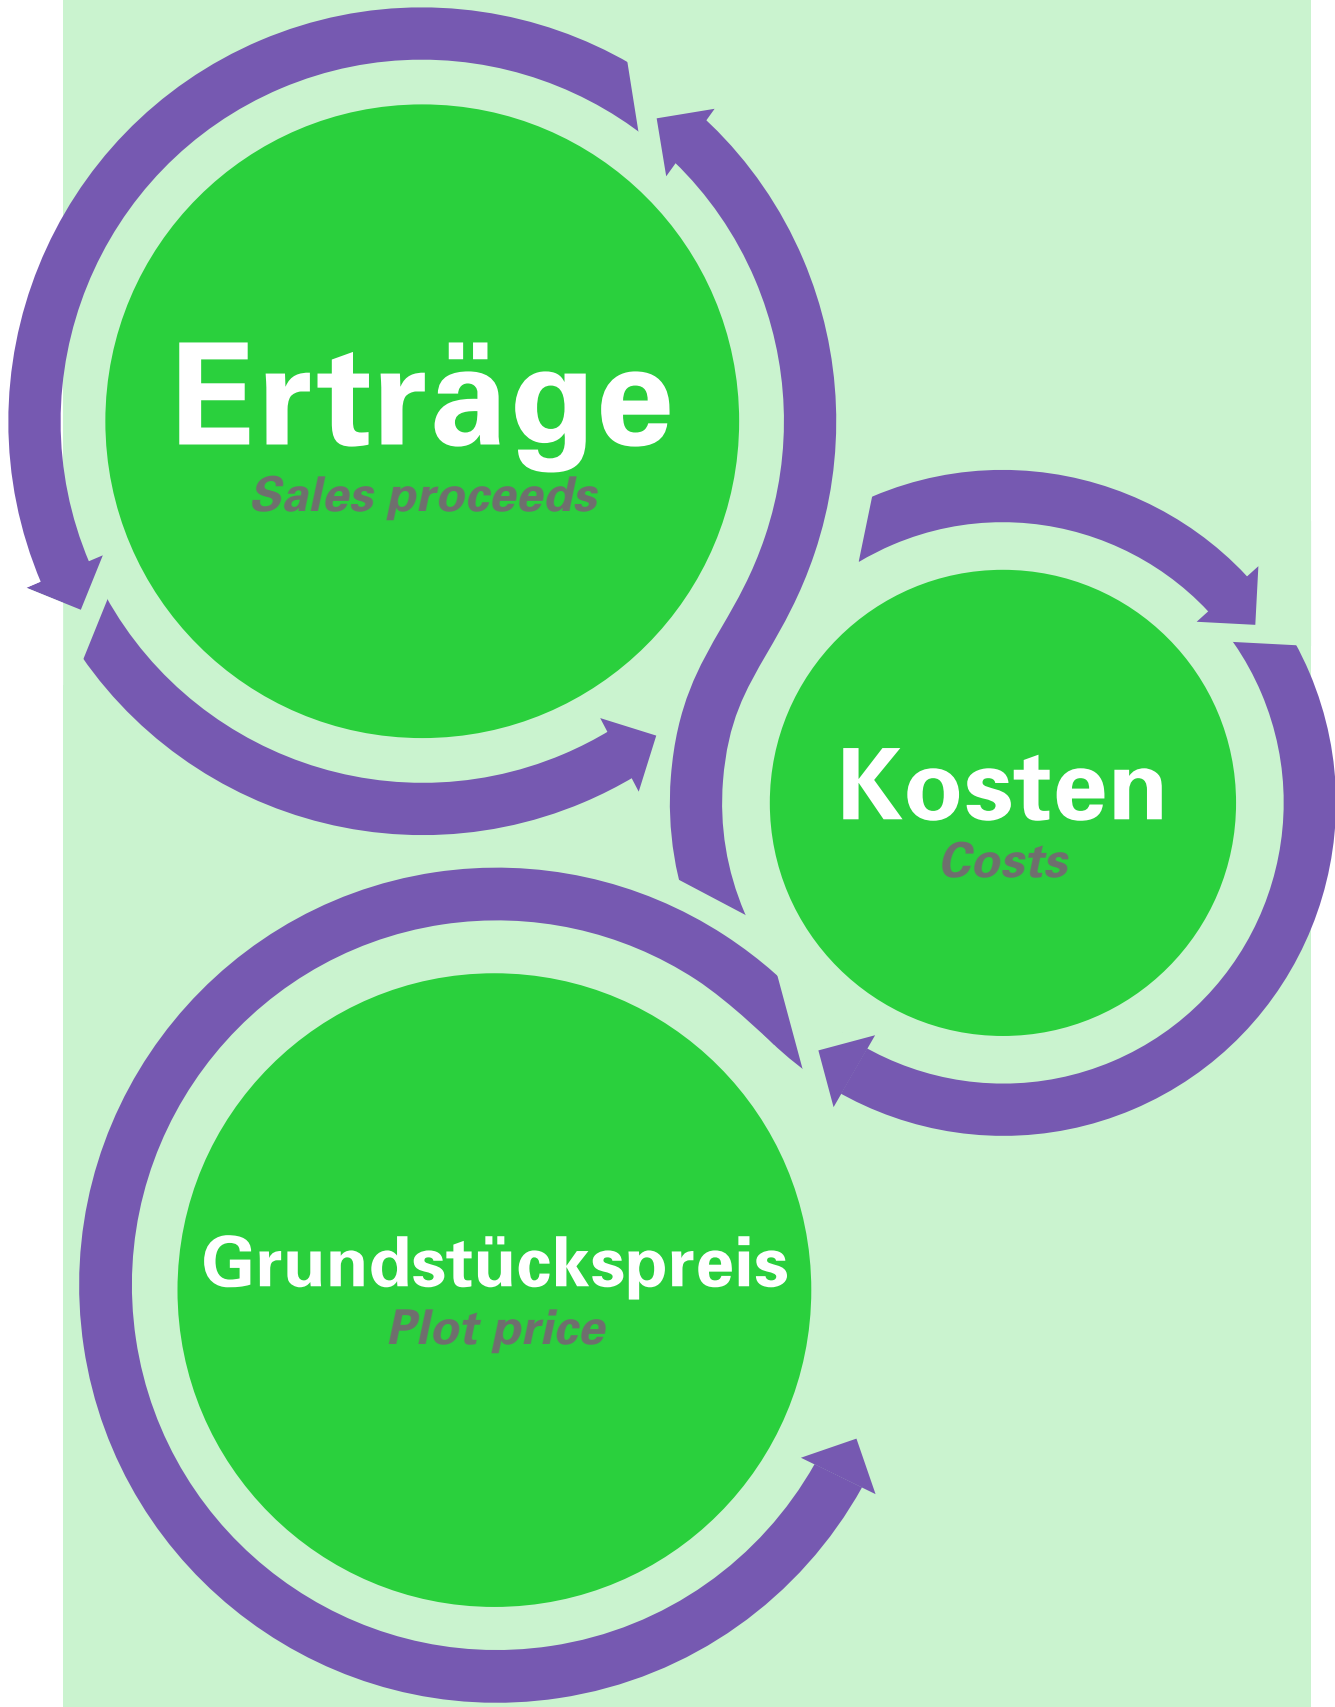 Erträge
Sales proceeds
Kosten
Costs
Grundstückspreis
Plot price